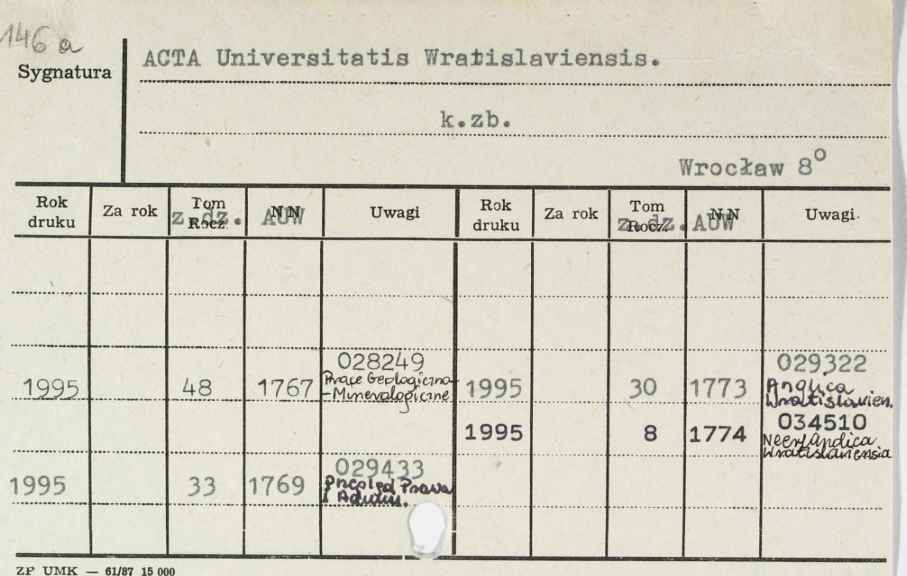 146 a
Sygnatura
ACTA Universitatis Wratislaviensis.
k.zb.
Wrocław 8°
Rok druku Za rok Tom Rocz. z. dz. NN AUW Uwagi Rok druku Za rok Tom Rocz. z. dz. NN AUW Uwagi
028249 029322
1995 48 1767 Prace Geologiczno 1995 30 1773 Anglica
-Mineralogiczne Wratislavien.
034510
1995 8 1774 Neerlandica
Wratislaviensia
029433
1995 33 1769 Przegląd Prawa
i Admin.
ZF UMK — 61/87 15 000